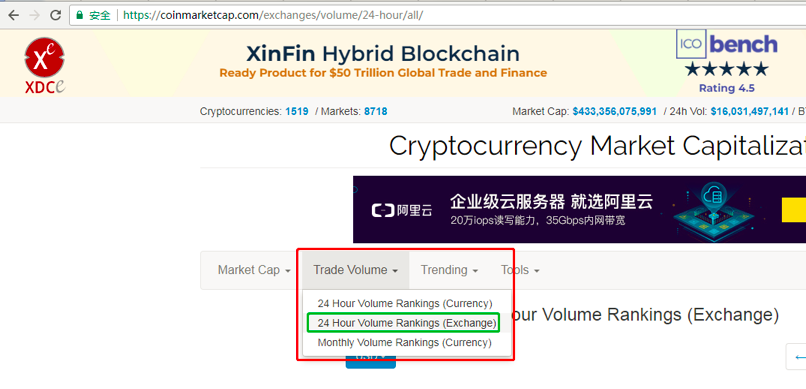 安全 https://coinmarketcap.com/exchanges/volume/24-hour/all/
XDCe
XinFin Hybrid Blockchain
Ready Product for $50 Trillion Global Trade and Finance
ICO bench
Rating 4.5
Cryptocurrencies: 1519 / Markets: 8718
Market Cap: $433,356,075,991 / 24h Vol: $16,031,497,141 / B
Cryptocurrency Market Capitalizat
阿里云
企业级云服务器 就选阿里云
20万iops读写能力，35Gbps内网带宽
Market Cap Trade Volume Trending Tools
24 Hour Volume Rankings (Currency)
24 Hour Volume Rankings (Exchange)
Monthly Volume Rankings (Currency)
our Volume Rankings (Exchange)